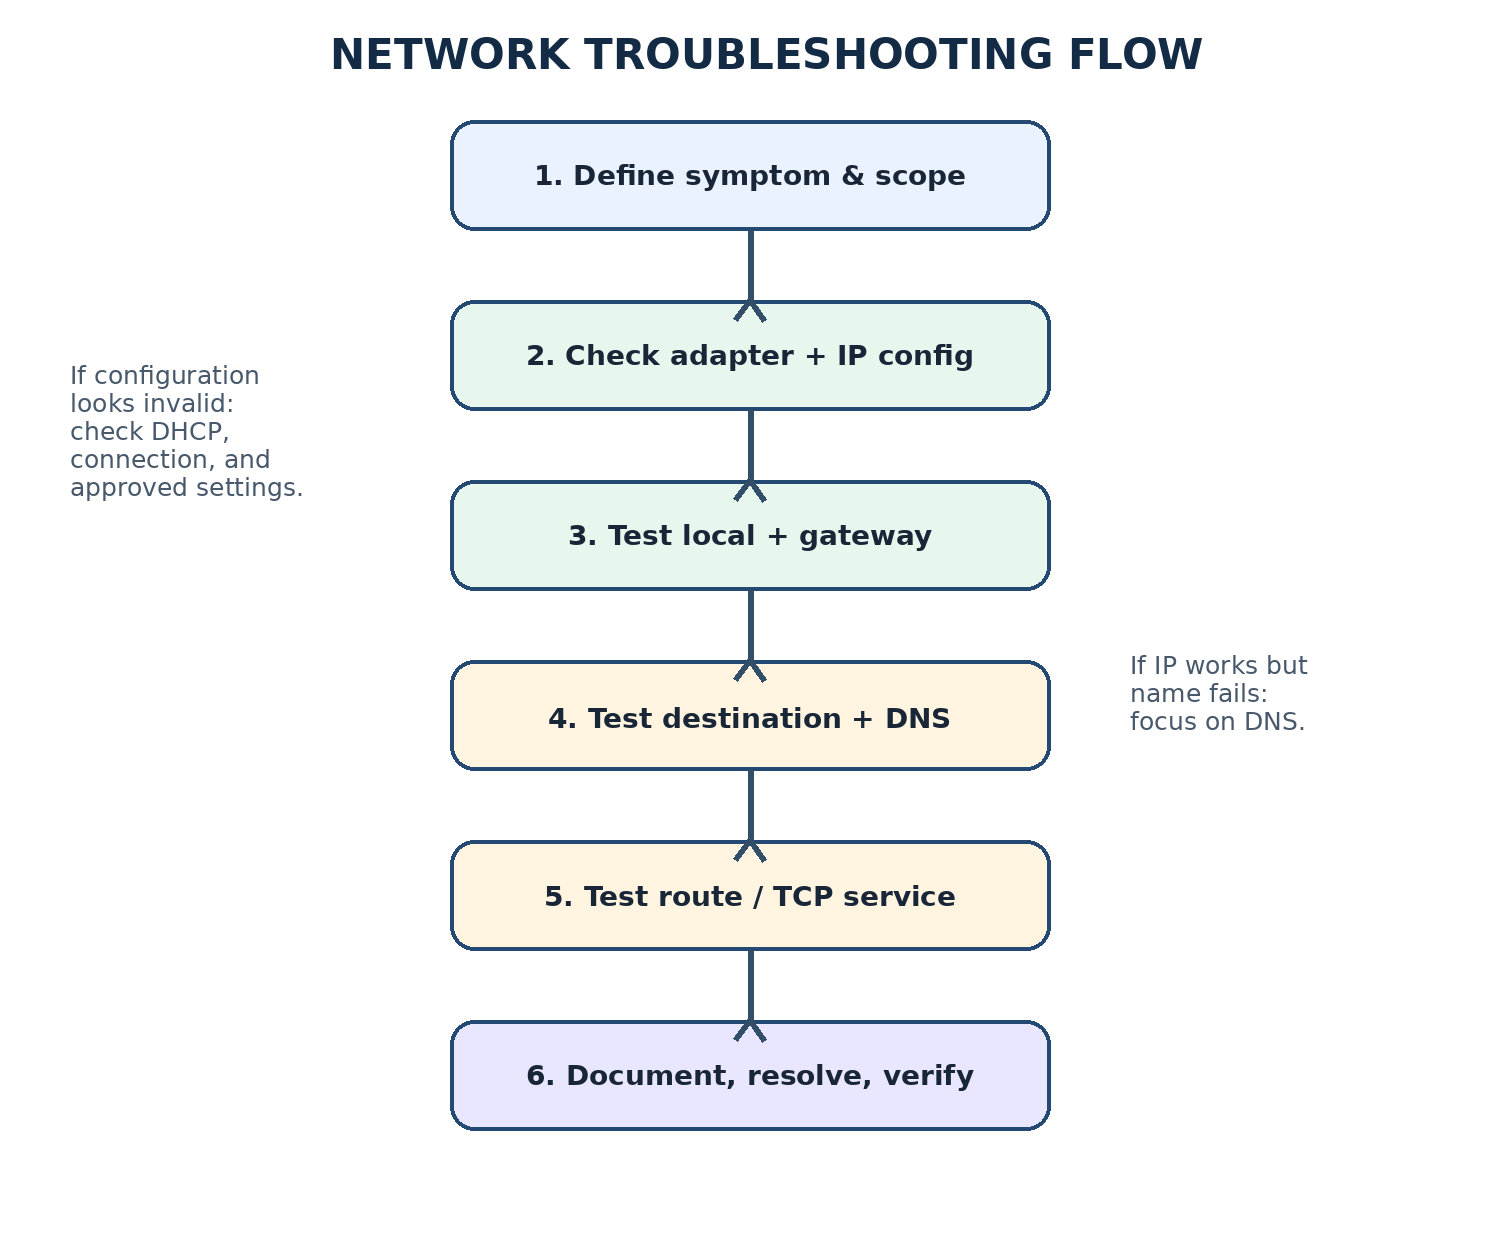 NETWORK TROUBLESHOOTING FLOW
1. Define symptom & scope
2. Check adapter + IP config
If configuration
looks invalid:
check DHCP,
connection, and
approved settings.
3. Test local + gateway
4. Test destination + DNS
If IP works but
name fails:
focus on DNS.
5. Test route / TCP service
6. Document, resolve, verify